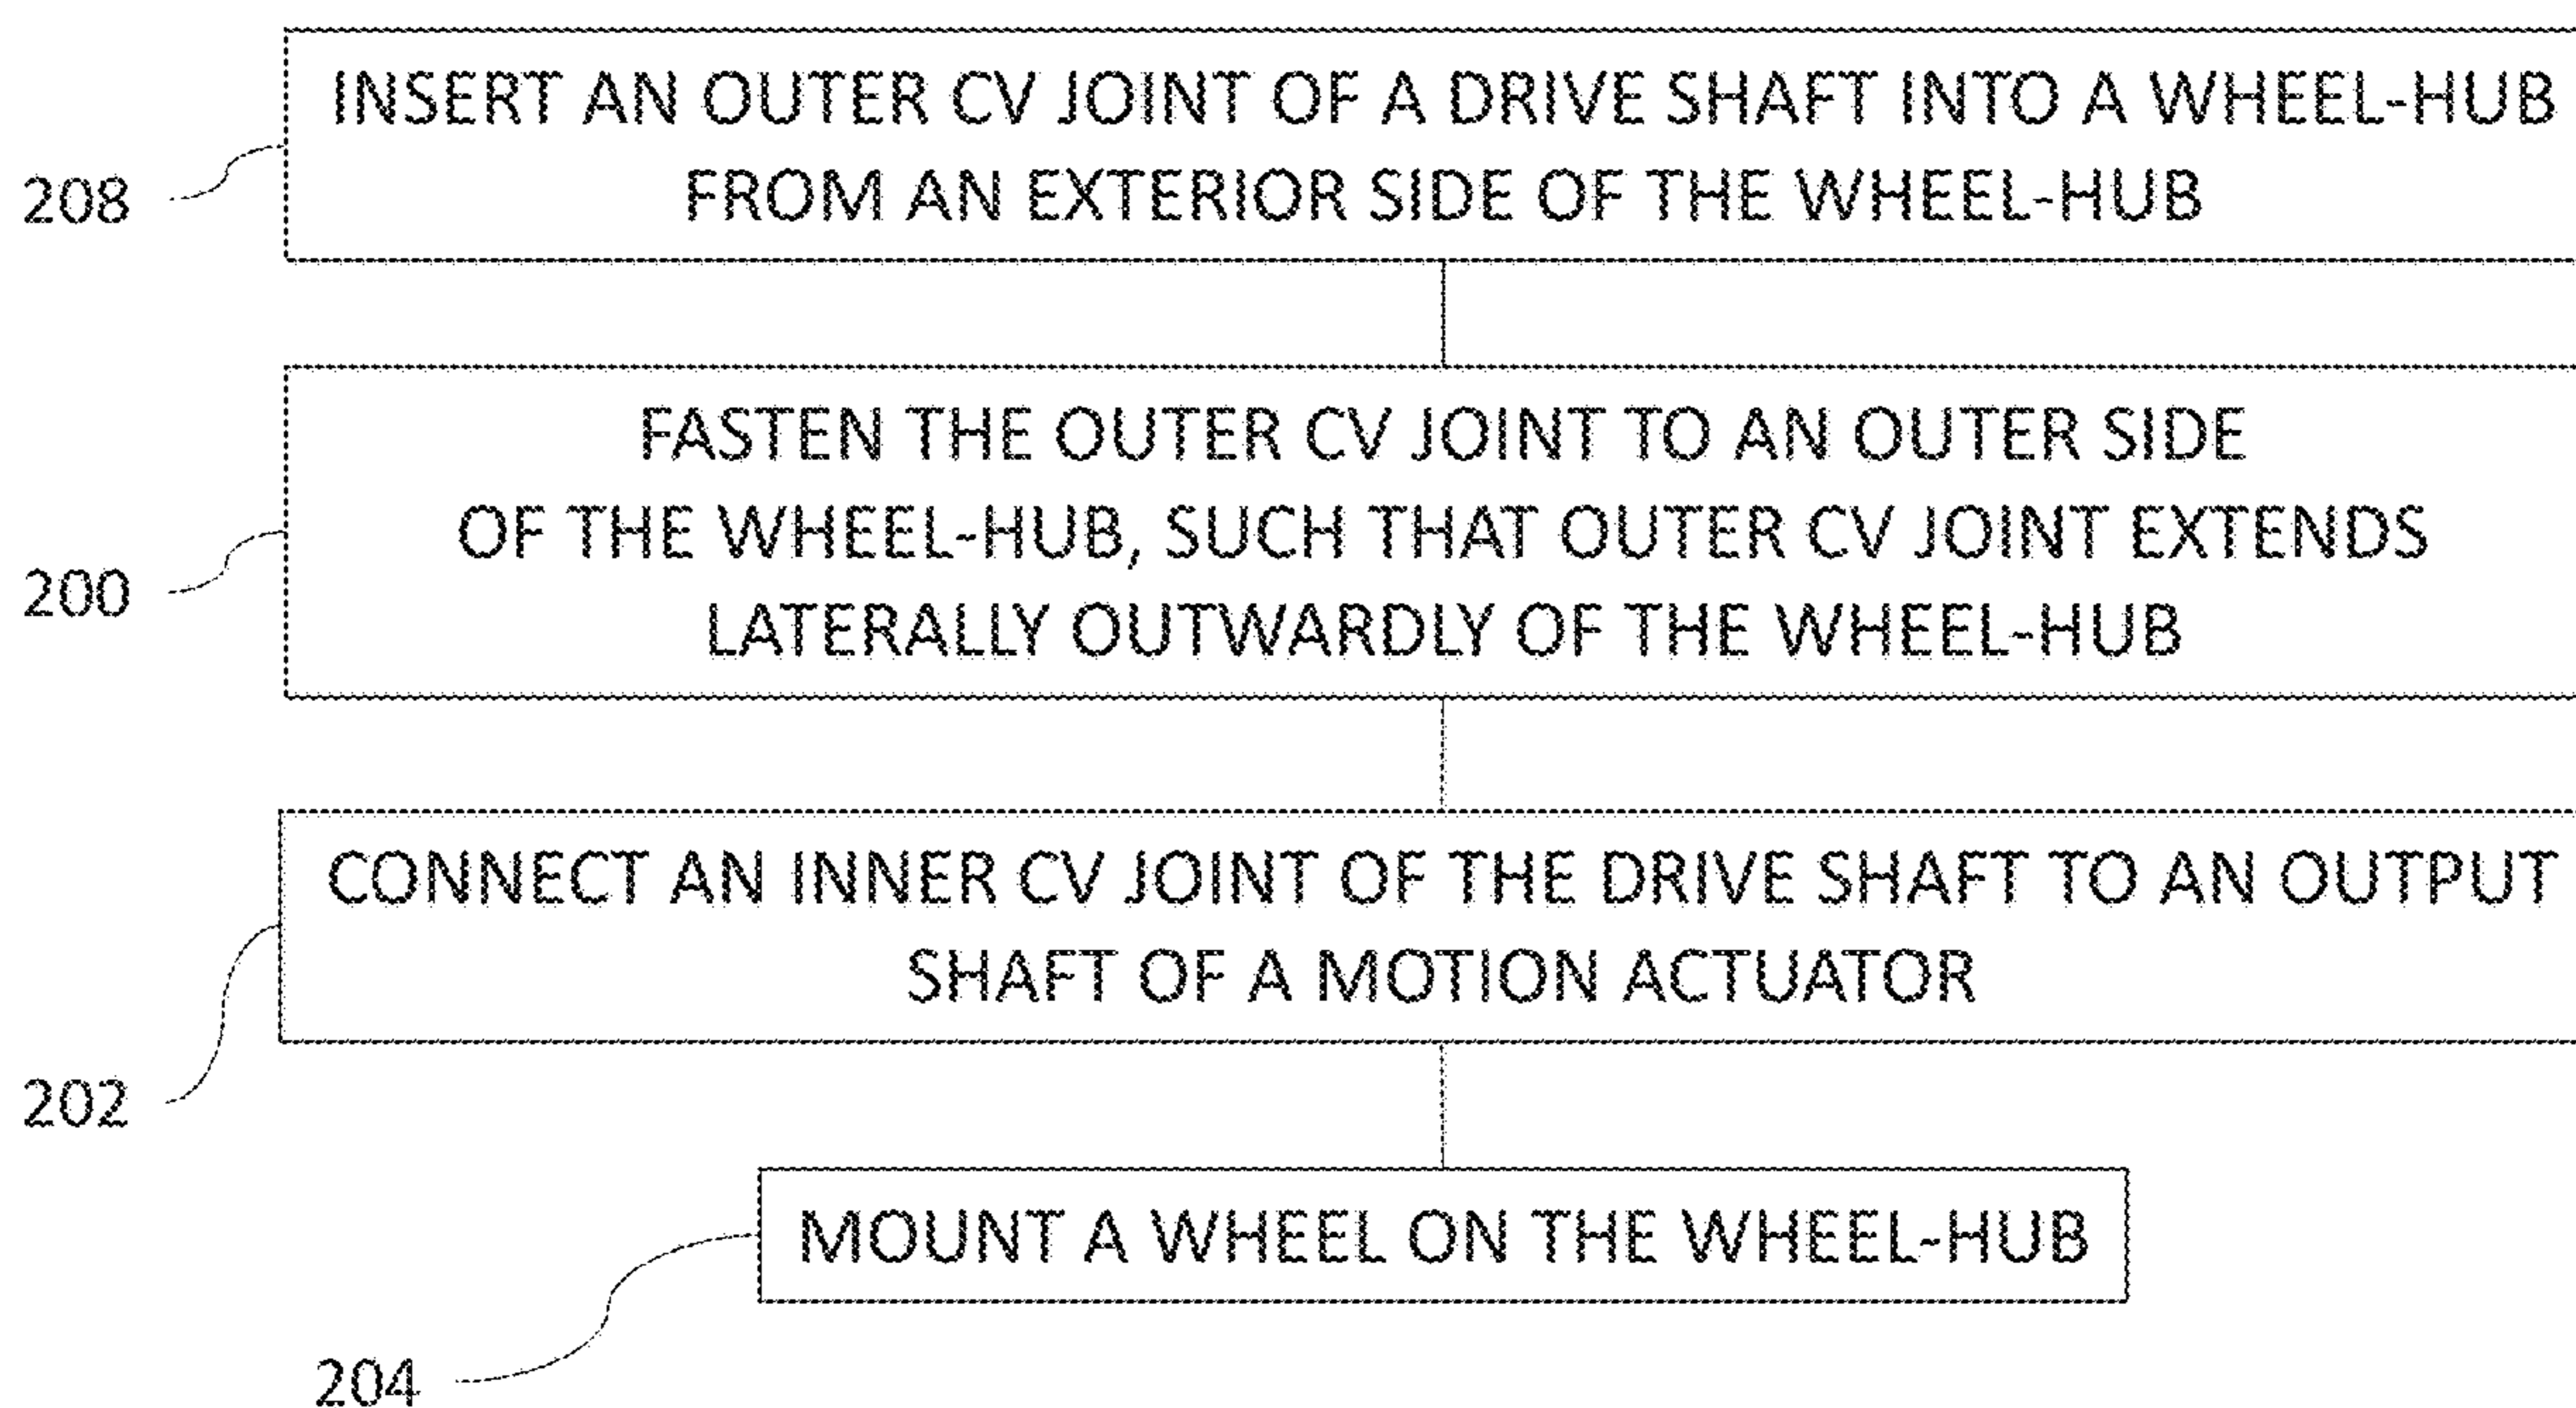 INSERT AN OUTER CV JOINT OF A DRIVE SHAFT INTO A WHEEL-HUB
FROM AN EXTERIOR SIDE OF THE WHEEL-HUB
208
FASTEN THE OUTER CV JOINT TO AN OUTER SIDE
OF THE WHEEL-HUB, SUCH THAT OUTER CV JOINT EXTENDS
LATERALLY OUTWARDLY OF THE WHEEL-HUB
200
CONNECT AN INNER CV JOINT OF THE DRIVE SHAFT TO AN OUTPUT
SHAFT OF A MOTION ACTUATOR
202
MOUNT A WHEEL ON THE WHEEL-HUB
204